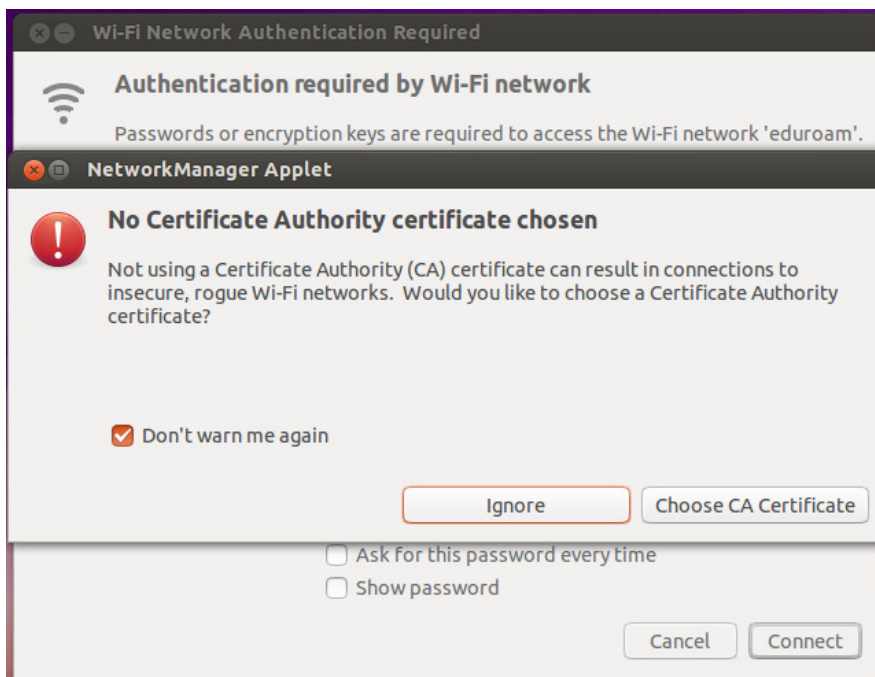 Wi-Fi Network Authentication Required
Authentication required by Wi-Fi network
Passwords or encryption keys are required to access the Wi-Fi network 'eduroam'.
NetworkManager Applet
No Certificate Authority certificate chosen
Not using a Certificate Authority (CA) certificate can result in connections to
insecure, rogue Wi-Fi networks.  Would you like to choose a Certificate Authority
certificate?
Don't warn me again
Ignore
Choose CA Certificate
Ask for this password every time
Show password
Cancel
Connect